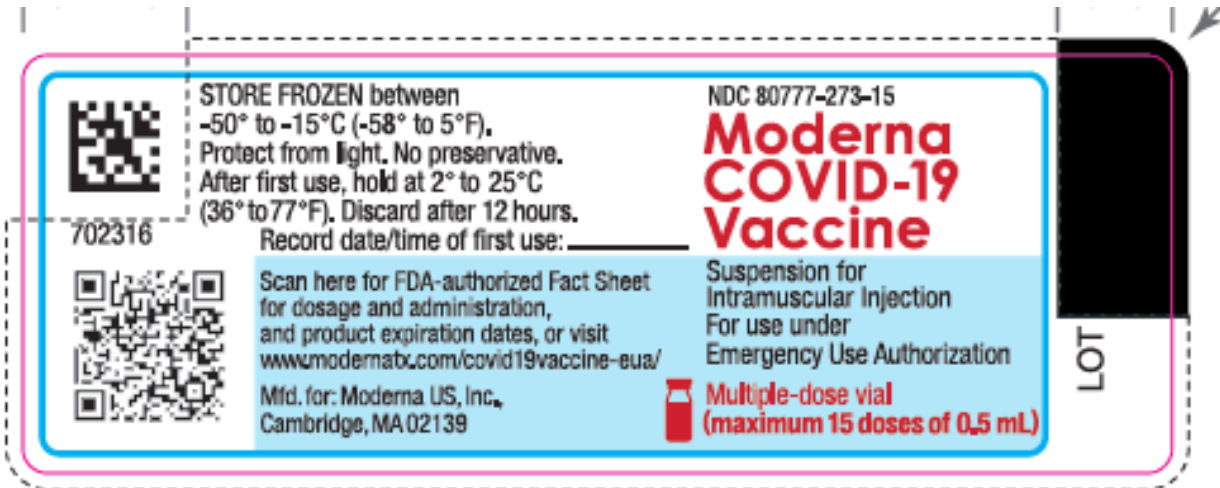 STORE FROZEN between
-50° to -15°C (-58° to 5°F).
Protect from light. No preservative.
After first use, hold at 2° to 25°C
(36° to 77°F). Discard after 12 hours.
Record date/time of first use:
702316
Scan here for FDA-authorized Fact Sheet
for dosage and administration,
and product expiration dates, or visit
www.modernatx.com/covid19vaccine-eua/
Mfd. for: Moderna US, Inc.,
Cambridge, MA 02139
NDC 80777-273-15
Moderna
COVID-19
Vaccine
Suspension for
Intramuscular Injection
For use under
Emergency Use Authorization
Multiple-dose vial
(maximum 15 doses of 0.5 mL)
LOT